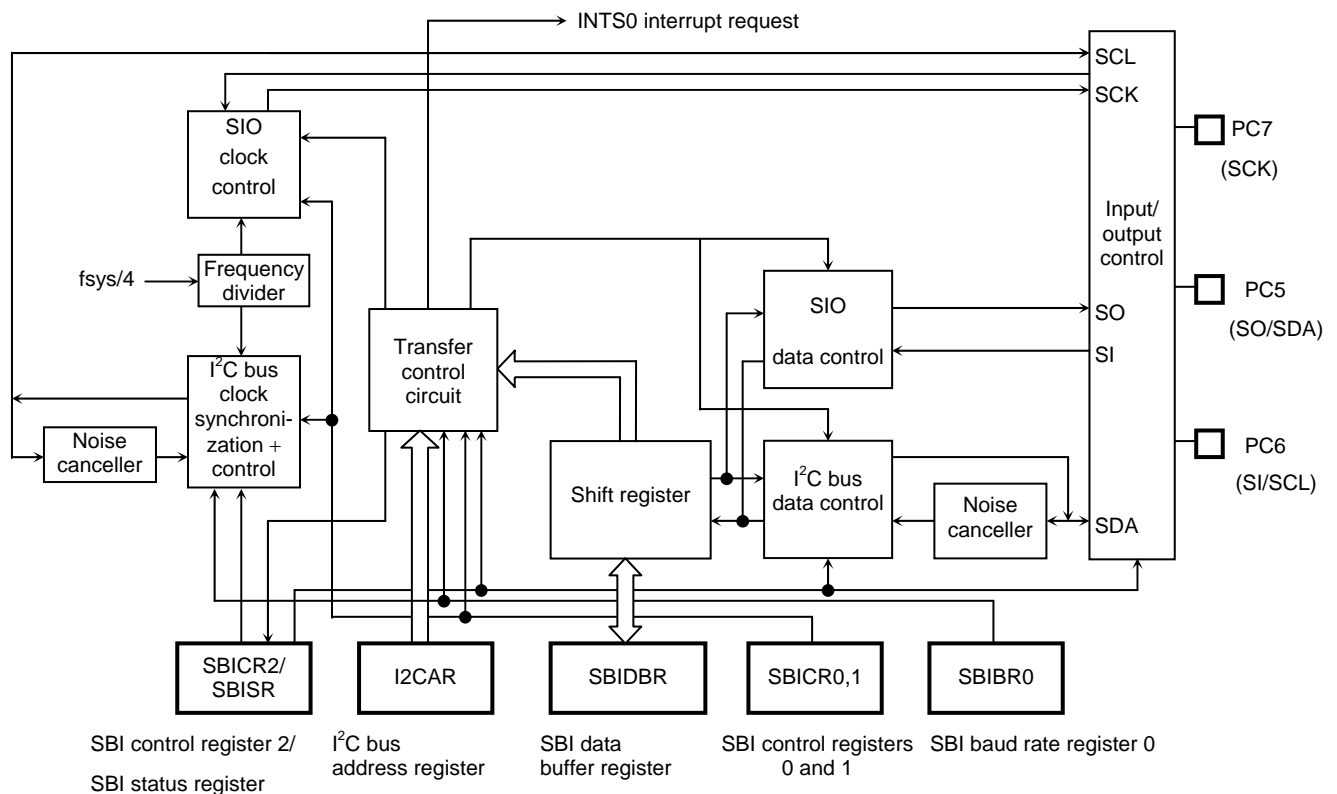 INTS0 interrupt request
SCL
SCK
SIO
clock
control
PC7
(SCK)
Input/
output
control
fsys/4
Frequency
divider
SIO
data control
SO
SI
PC5
(SO/SDA)
Transfer
control
circuit
I²C bus
clock
synchroni-
zation +
control
Noise
canceller
Shift register
I²C bus
data control
Noise
canceller
SDA
PC6
(SI/SCL)
SBICR2/
SBISR
I2CAR
SBIDBR
SBICR0,1
SBIBR0
SBI control register 2/
SBI status register
I²C bus
address register
SBI data
buffer register
SBI control registers
0 and 1
SBI baud rate register 0